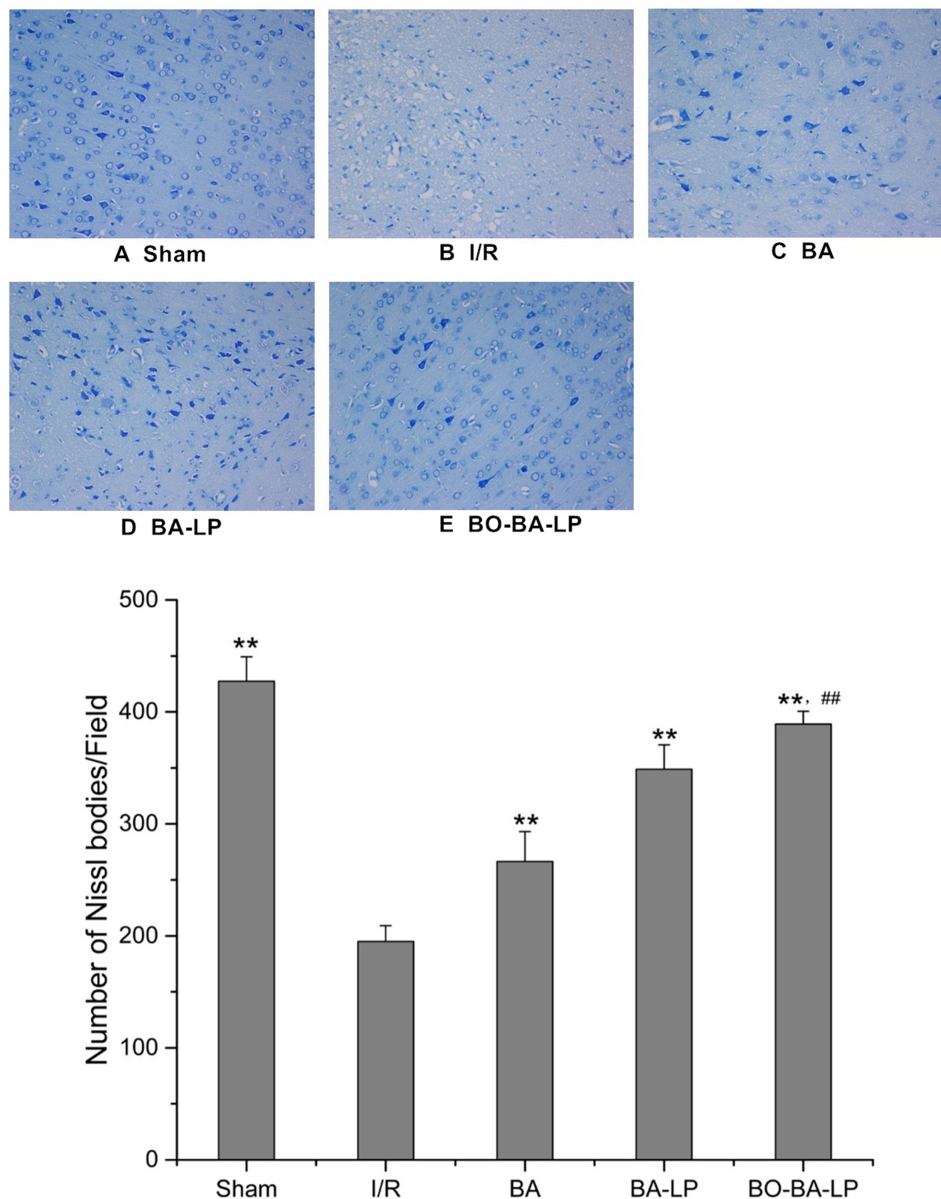 A Sham
B I/R
C BA
D BA-LP
E BO-BA-LP
500
400
300
200
100
0
Number of Nissl bodies/Field
**
**
**
**, ##
Sham
I/R
BA
BA-LP
BO-BA-LP